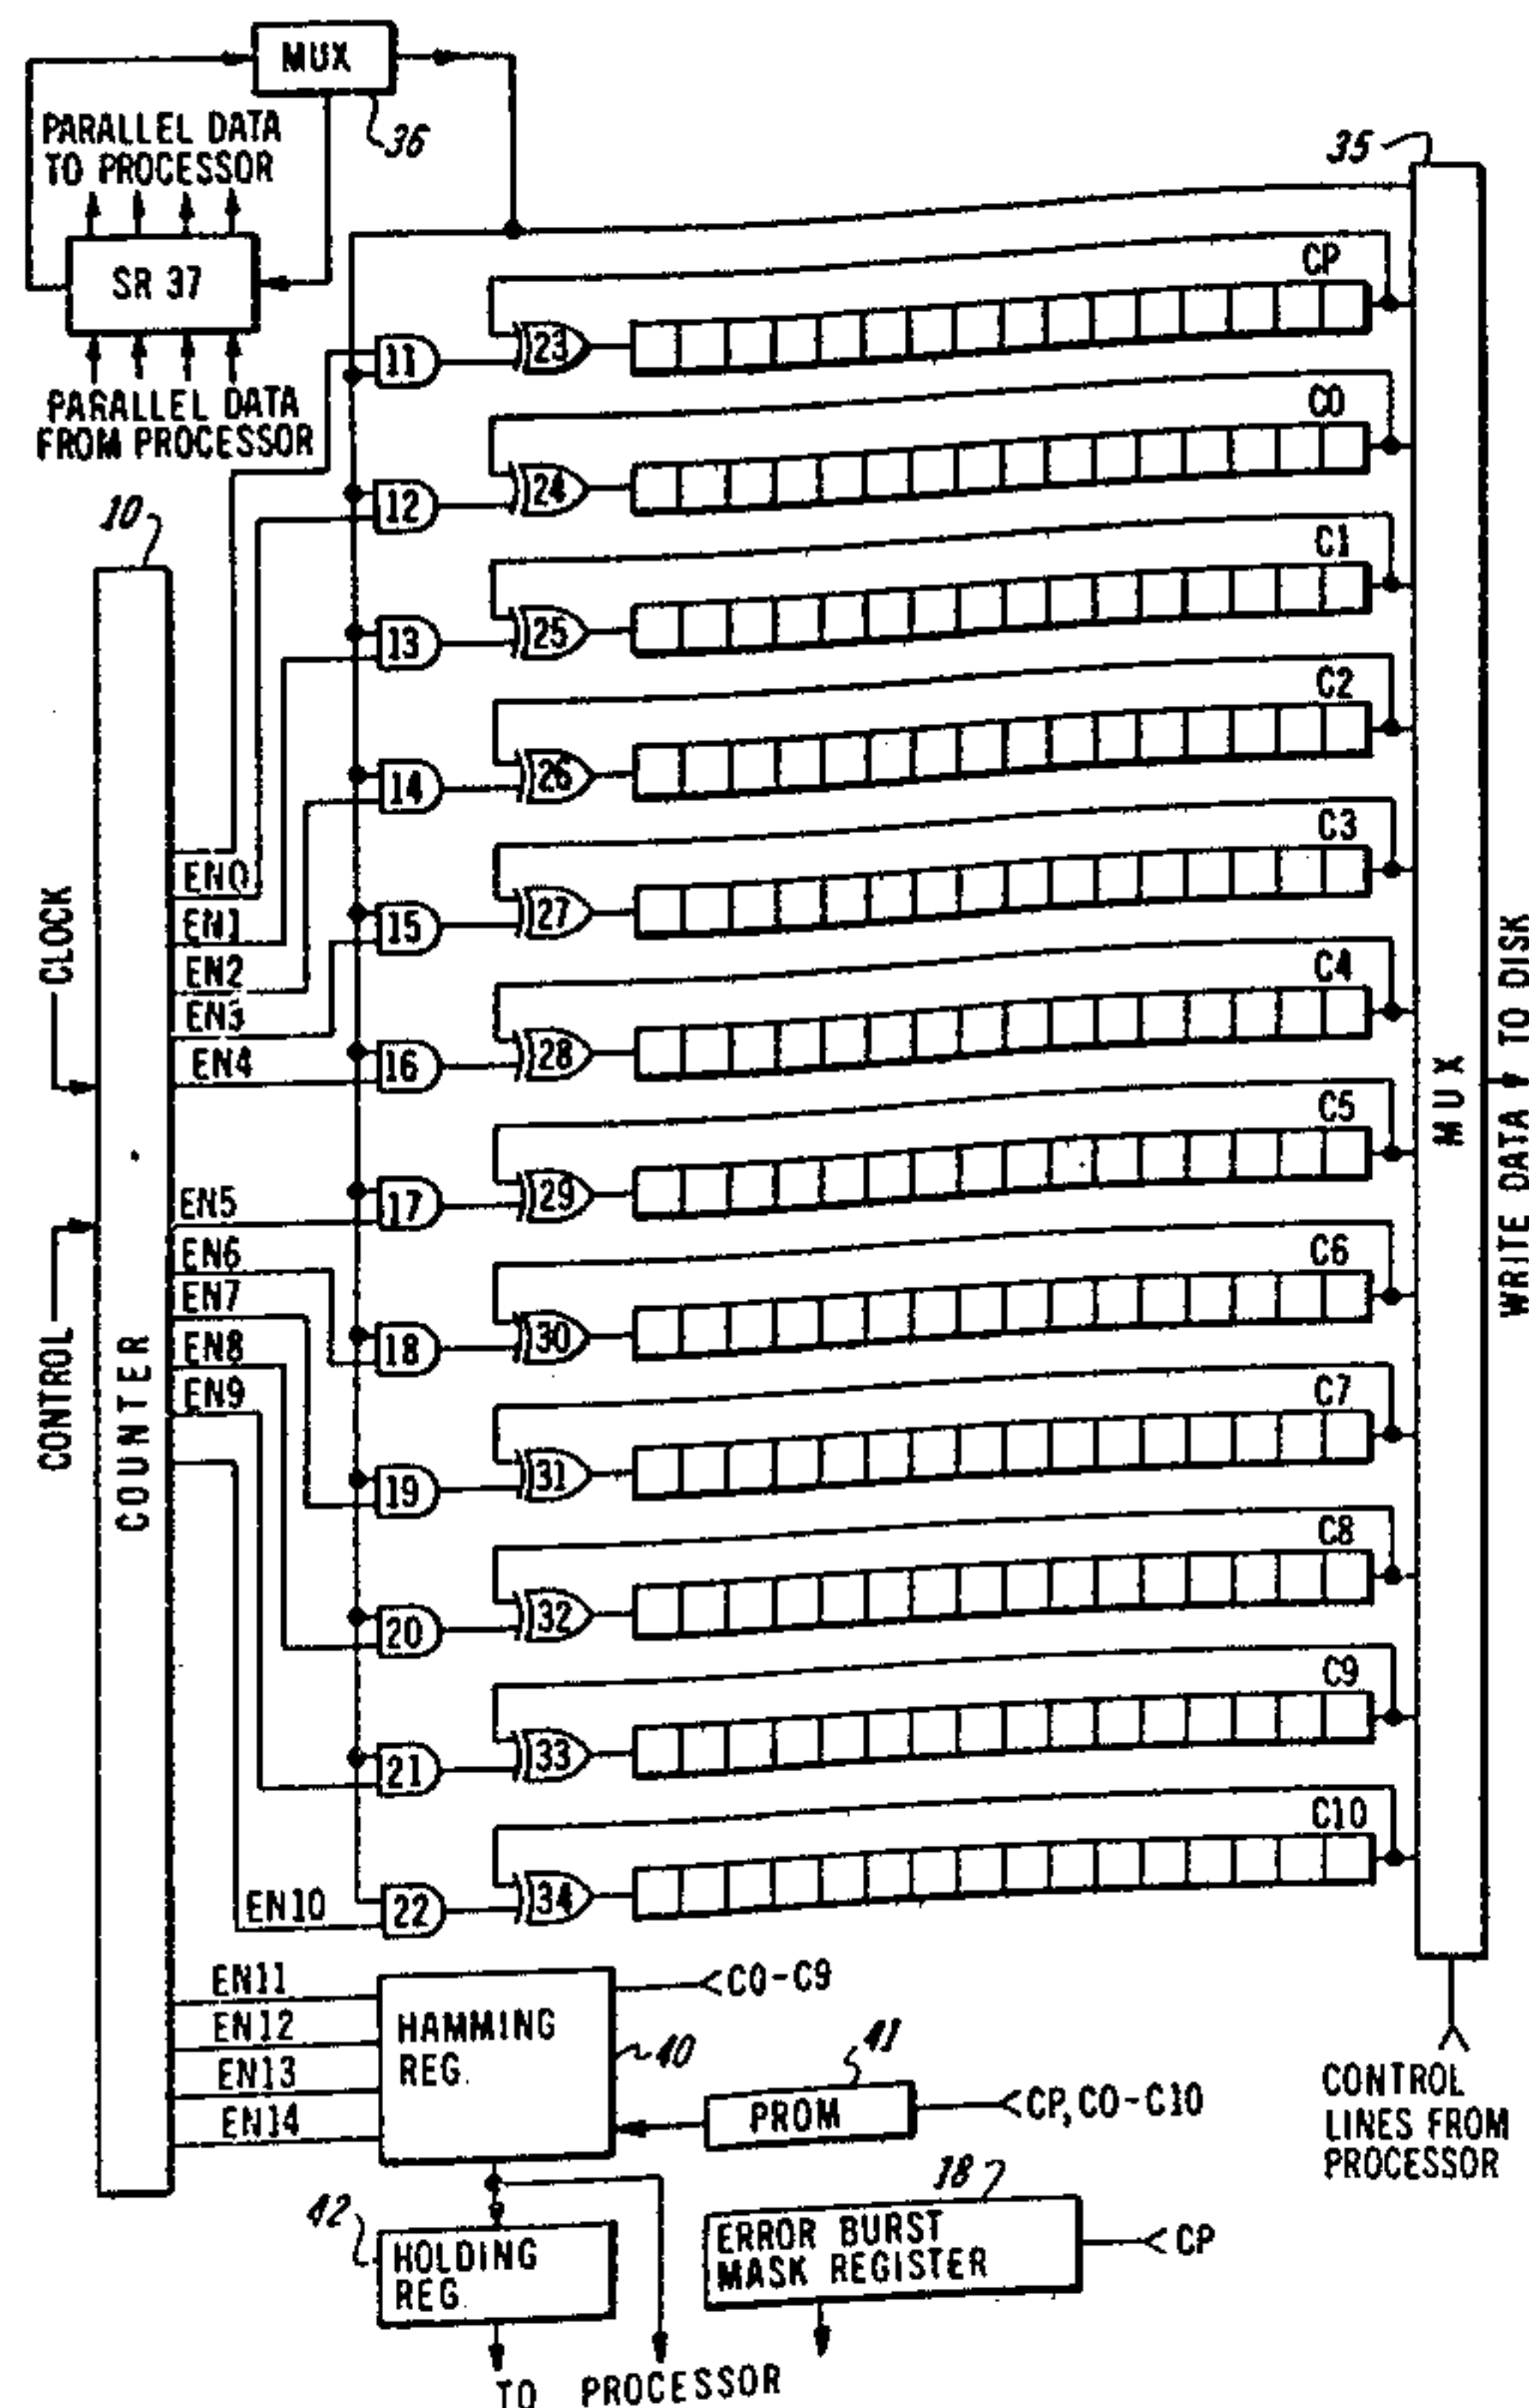 MUX
36
PARALLEL DATA
TO PROCESSOR
SR 37
PARALLEL DATA
FROM PROCESSOR
35
CP
11
23
C0
12
24
10
C1
13
25
C2
14
26
C3
15
27
C4
16
28
C5
17
29
C6
18
30
C7
19
31
C8
20
32
C9
21
33
C10
22
34
CLOCK
CONTROL
COUNTER
EN0
EN1
EN2
EN3
EN4
EN5
EN6
EN7
EN8
EN9
EN10
EN11
EN12
EN13
EN14
MUX
WRITE DATA TO DISK
HAMMING
REG.
40
C0-C9
41
PROM
CP, C0-C10
CONTROL
LINES FROM
PROCESSOR
42
HOLDING
REG
18
ERROR BURST
MASK REGISTER
CP
TO PROCESSOR